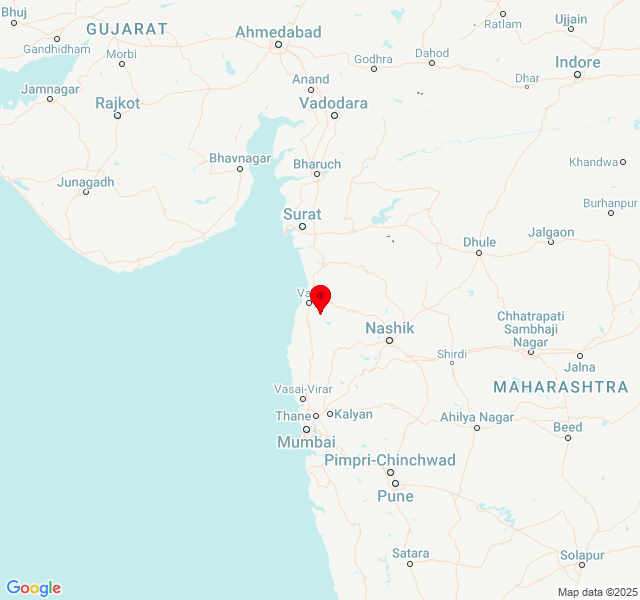 Bhuj
GUJARAT
Ratlam
Ujjain
Ahmedabad
Gandhidham
Morbi
Godhra
Dahod
Indore
Anand
Dhar
Jamnagar
Rajkot
Vadodara
Bhavnagar
Bharuch
Khandwa
Junagadh
Burhanpur
Surat
Dhule
Jalgaon
Va
Nashik
Chhatrapati
Sambhaji
Nagar
Shirdi
Jalna
MAHARASHTRA
Vasai-Virar
Thane
Kalyan
Ahilya Nagar
Beed
Mumbai
Pimpri-Chinchwad
Pune
Satara
Solapur
Google
Map data ©2025